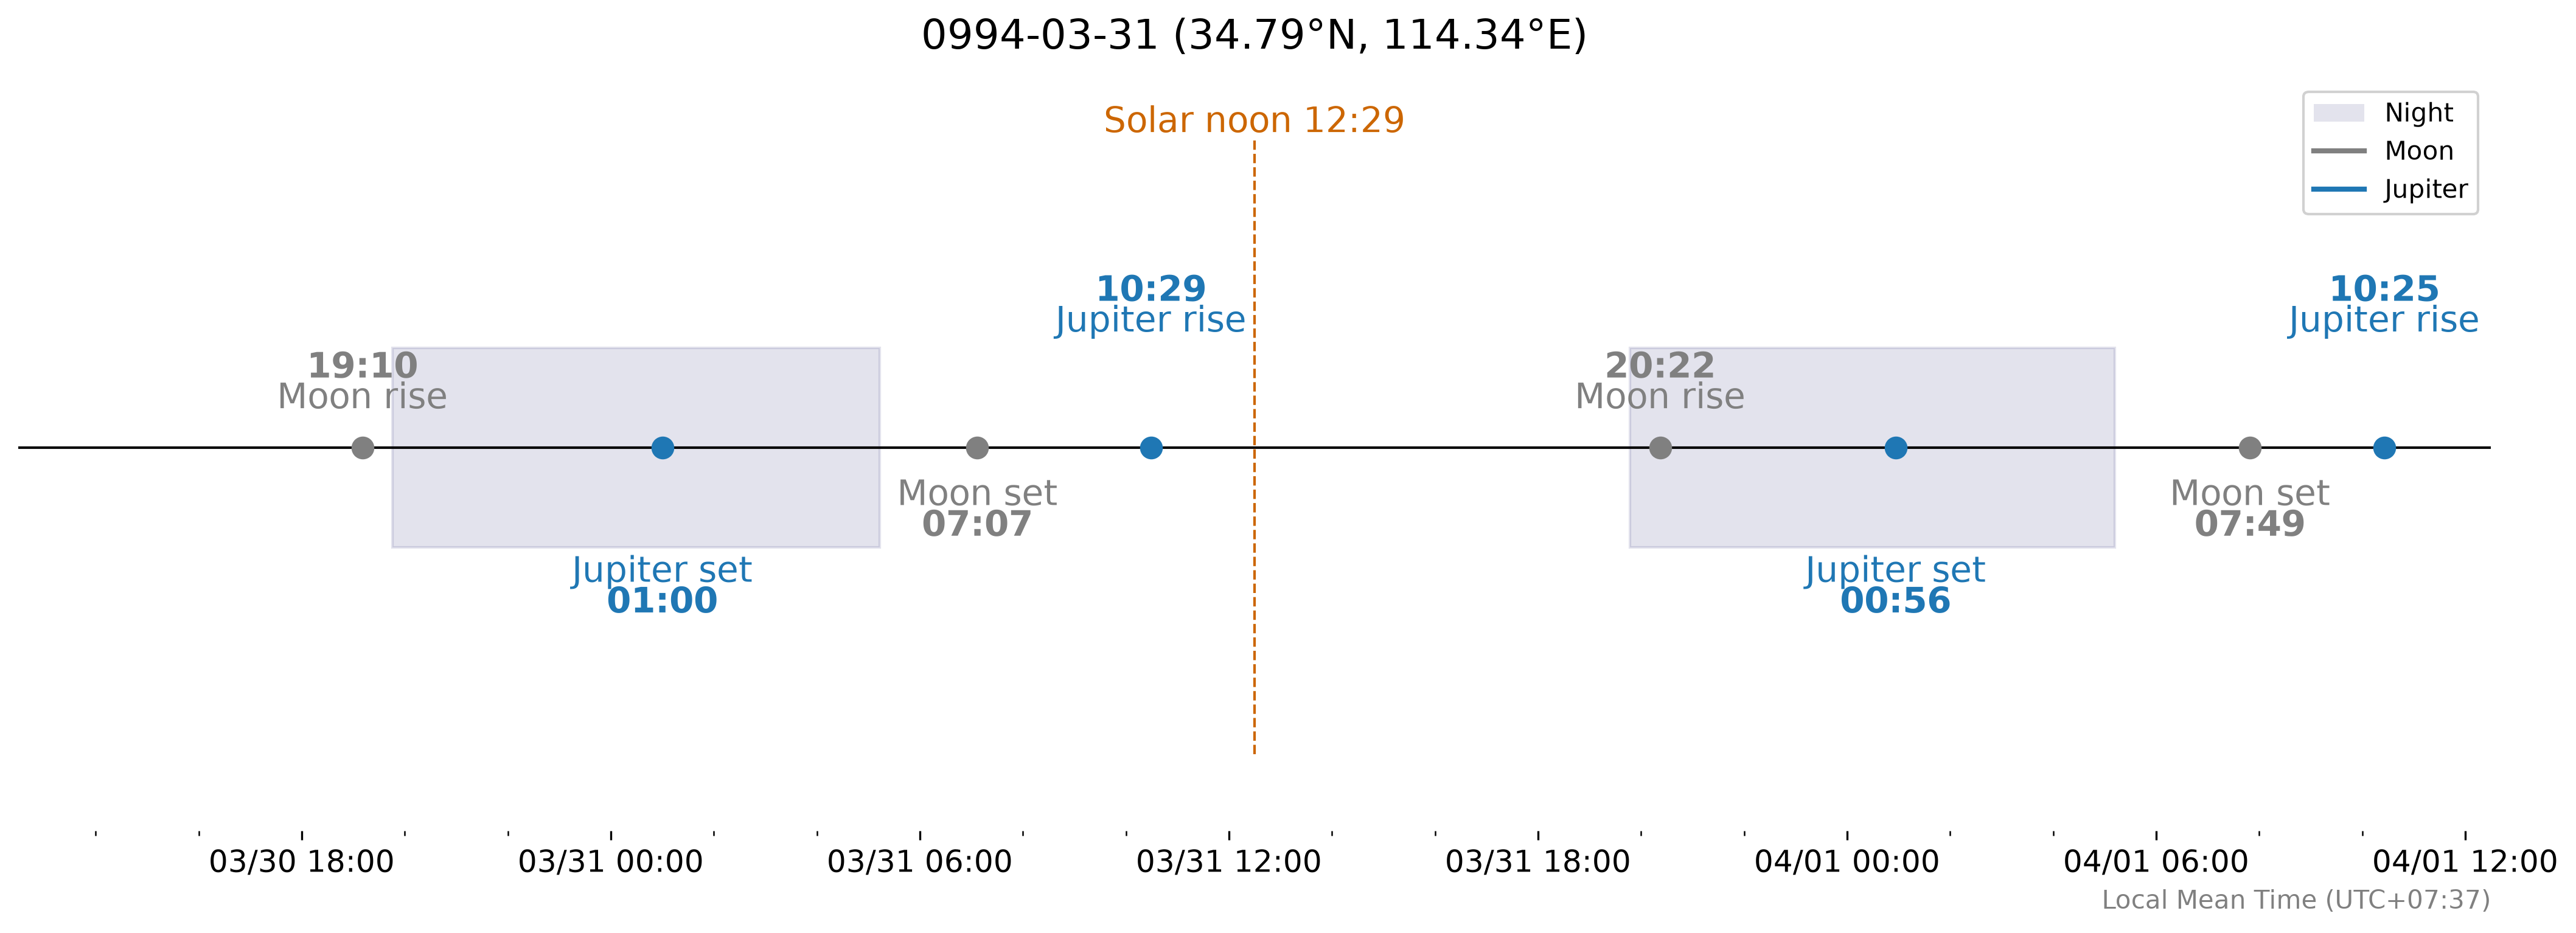 0994-03-31 (34.79°N, 114.34°E)
Solar noon 12:29
Night
Moon
Jupiter
10:29
Jupiter rise
10:25
Jupiter rise
19:10
Moon rise
20:22
Moon rise
Moon set
07:07
Moon set
07:49
Jupiter set
01:00
Jupiter set
00:56
03/30 18:00
03/31 00:00
03/31 06:00
03/31 12:00
03/31 18:00
04/01 00:00
04/01 06:00
04/01 12:00
Local Mean Time (UTC+07:37)